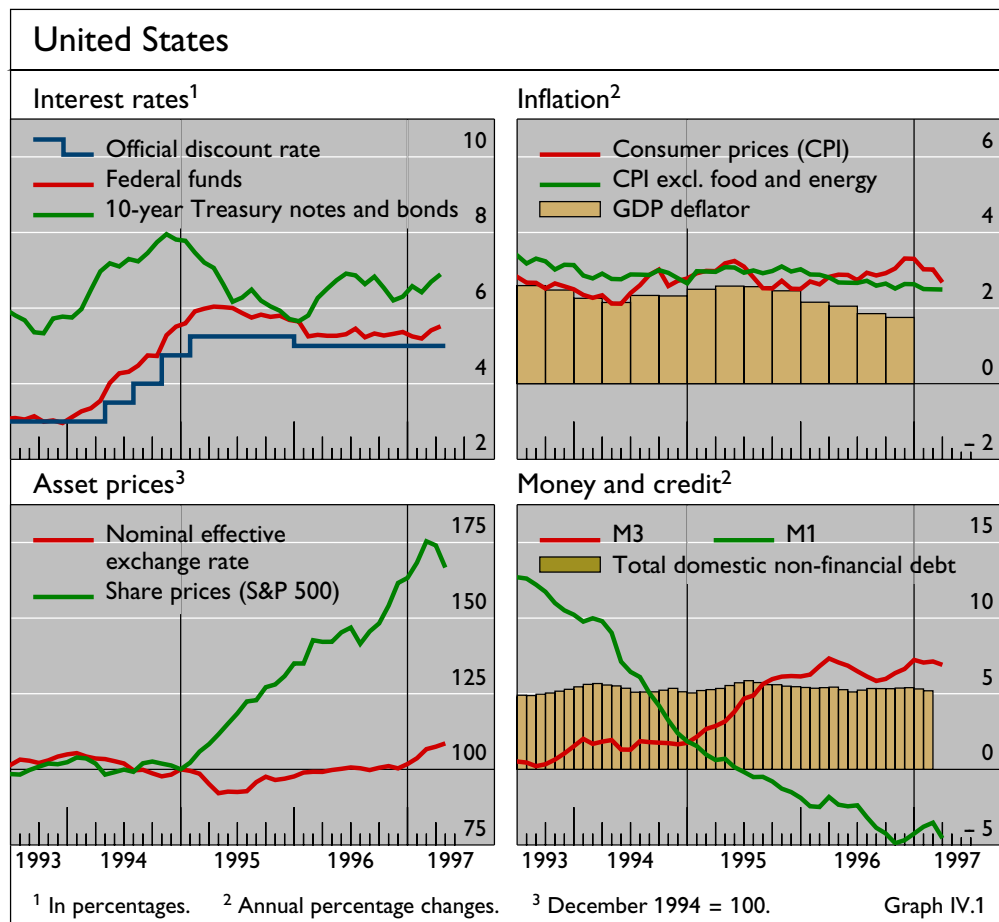 United States
Interest rates¹
Official discount rate
Federal funds
10-year Treasury notes and bonds
10
8
6
4
2
Inflation²
Consumer prices (CPI)
CPI excl. food and energy
GDP deflator
6
4
2
0
– 2
Asset prices³
Nominal effective
exchange rate
Share prices (S&P 500)
175
150
125
100
75
1993 1994 1995 1996 1997
Money and credit²
M3 M1
Total domestic non-financial debt
15
10
5
0
– 5
1993 1994 1995 1996 1997
¹ In percentages. ² Annual percentage changes. ³ December 1994 = 100. Graph IV.1